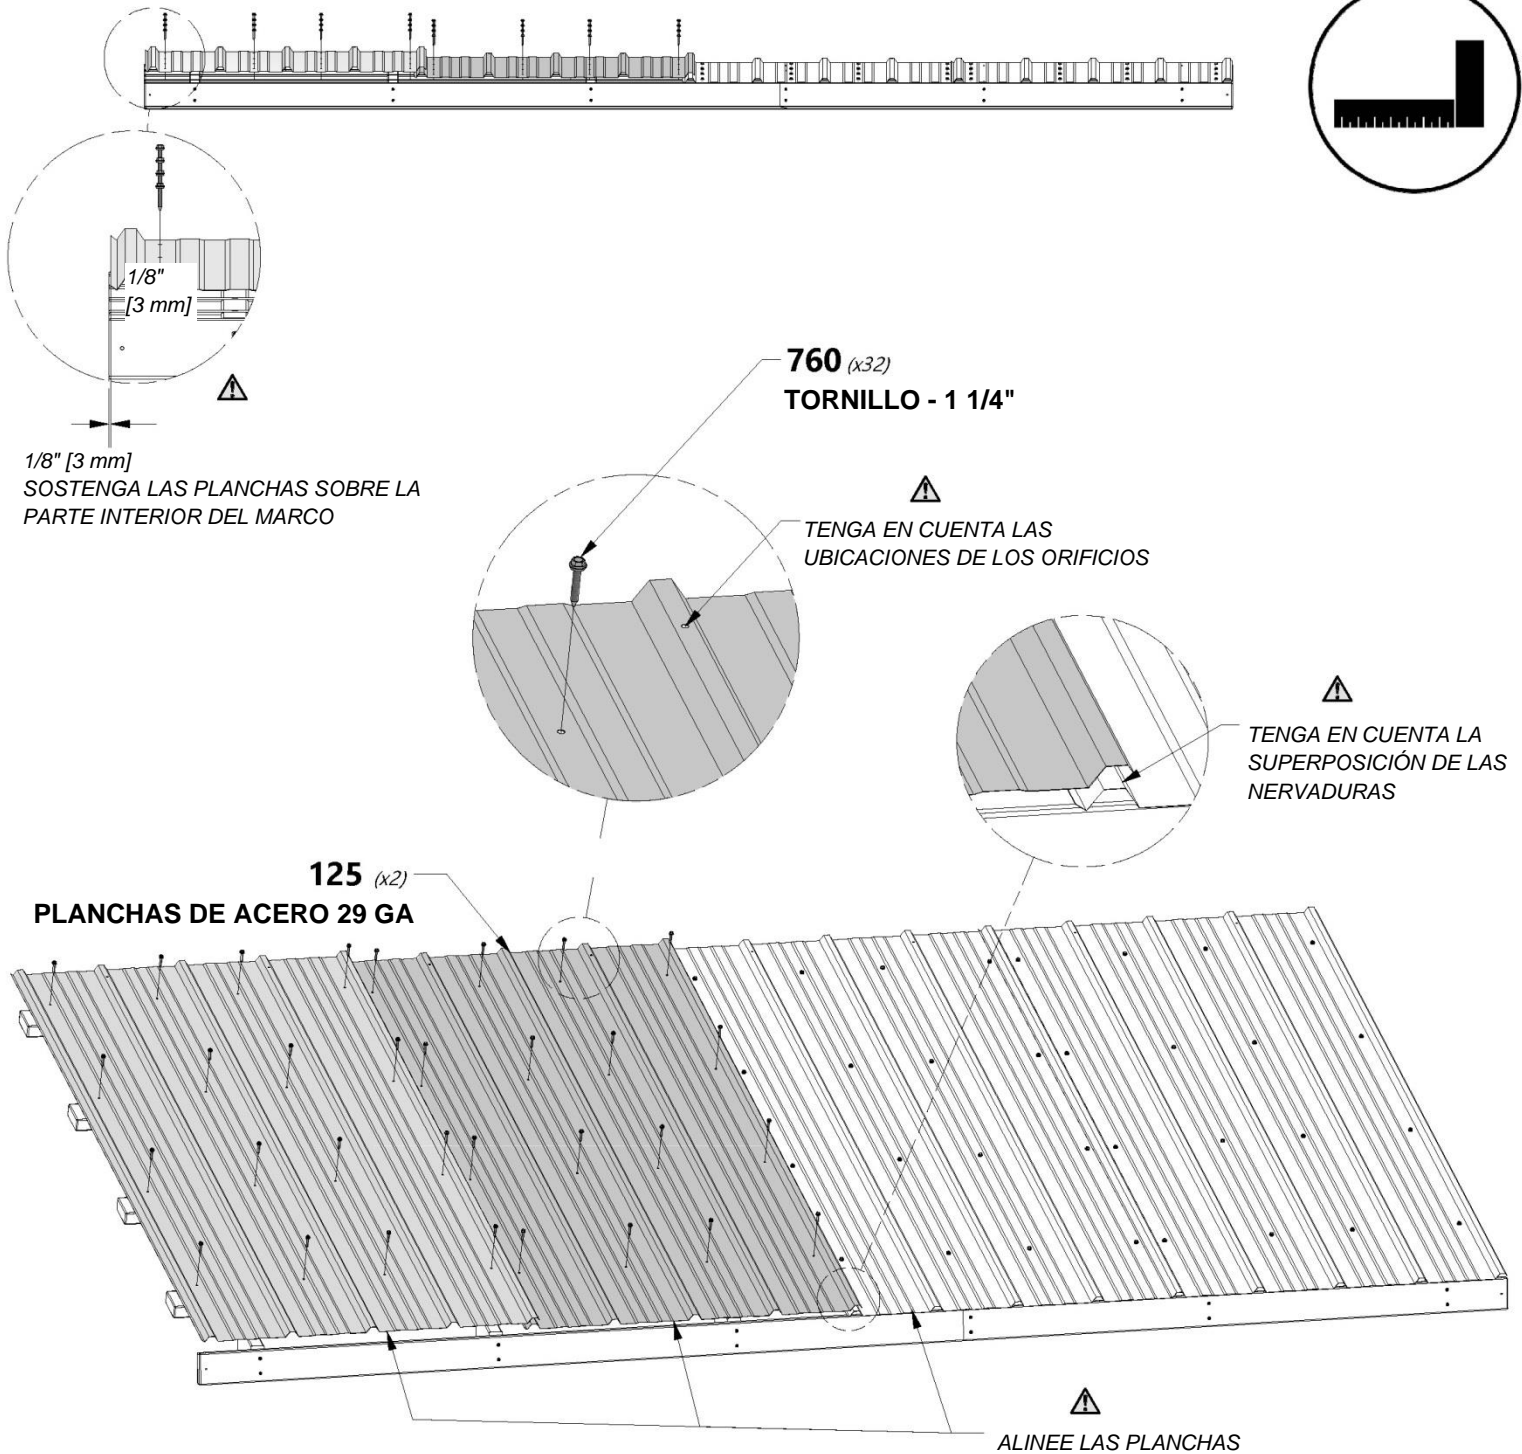 1/8"
[3 mm]
1/8" [3 mm]
SOSTENGA LAS PLANCHAS SOBRE LA
PARTE INTERIOR DEL MARCO
760 (x32)
TORNILLO - 1 1/4"
TENGA EN CUENTA LAS
UBICACIONES DE LOS ORIFICIOS
TENGA EN CUENTA LA
SUPERPOSICIÓN DE LAS
NERVADURAS
125 (x2)
PLANCHAS DE ACERO 29 GA
ALINEE LAS PLANCHAS